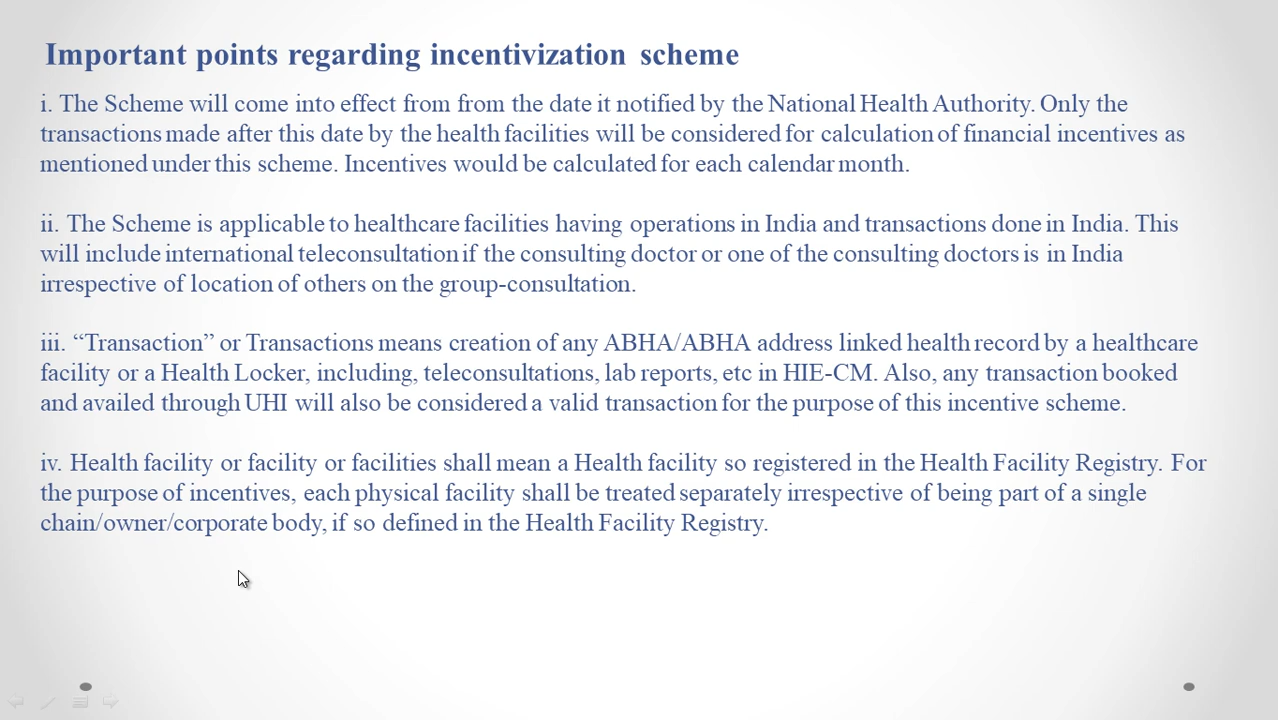 Important points regarding incentivization scheme
i. The Scheme will come into effect from from the date it notified by the National Health Authority. Only the
transactions made after this date by the health facilities will be considered for calculation of financial incentives as
mentioned under this scheme. Incentives would be calculated for each calendar month.
ii. The Scheme is applicable to healthcare facilities having operations in India and transactions done in India. This
will include international teleconsultation if the consulting doctor or one of the consulting doctors is in India
irrespective of location of others on the group-consultation.
iii. “Transaction” or Transactions means creation of any ABHA/ABHA address linked health record by a healthcare
facility or a Health Locker, including, teleconsultations, lab reports, etc in HIE-CM. Also, any transaction booked
and availed through UHI will also be considered a valid transaction for the purpose of this incentive scheme.
iv. Health facility or facility or facilities shall mean a Health facility so registered in the Health Facility Registry. For
the purpose of incentives, each physical facility shall be treated separately irrespective of being part of a single
chain/owner/corporate body, if so defined in the Health Facility Registry.